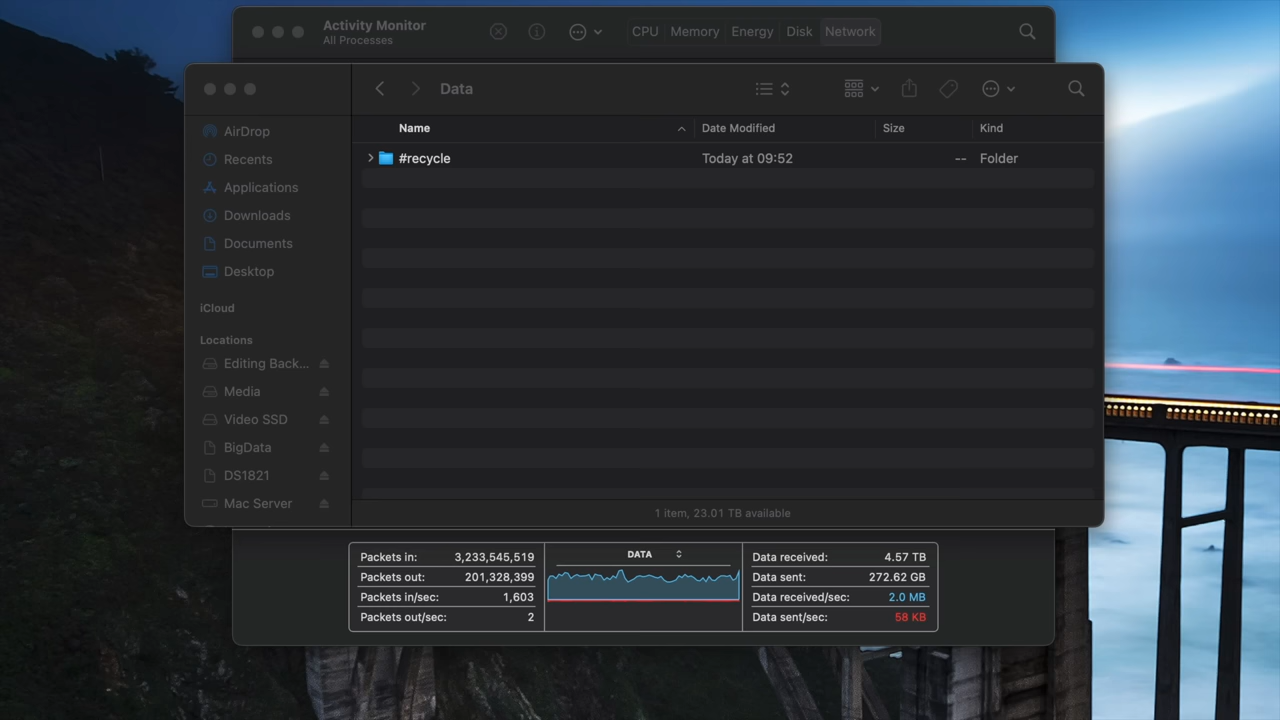 Activity Monitor
All Processes
CPU Memory Energy Disk Network
Data
Name Date Modified Size Kind
#recycle Today at 09:52 -- Folder
AirDrop
Recents
Applications
Downloads
Documents
Desktop
iCloud
Locations
Editing Back...
Media
Video SSD
BigData
DS1821
Mac Server
1 item, 23.01 TB available
Packets in: 3,233,545,519
Packets out: 201,328,399
Packets in/sec: 1,603
Packets out/sec: 2
DATA
Data received: 4.57 TB
Data sent: 272.62 GB
Data received/sec: 2.0 MB
Data sent/sec: 58 KB